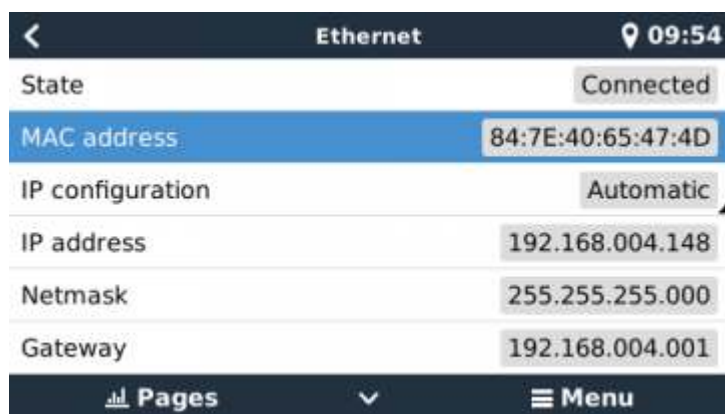 Ethernet 09:54
State Connected
MAC address 84:7E:40:65:47:4D
IP configuration Automatic
IP address 192.168.004.148
Netmask 255.255.255.000
Gateway 192.168.004.001
Pages Menu